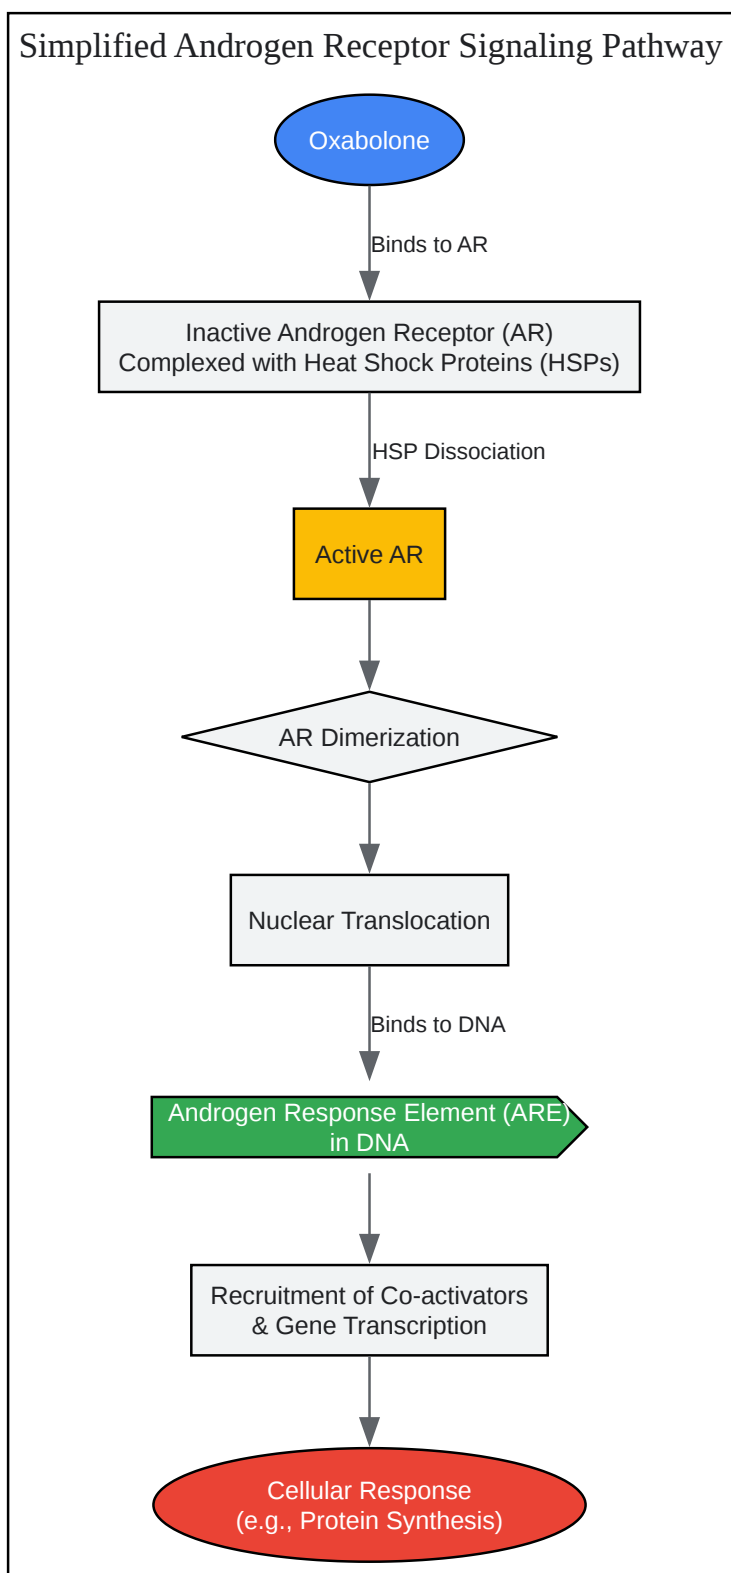 Simplified Androgen Receptor Signaling Pathway
Oxabolone
Binds to AR
Inactive Androgen Receptor (AR)
Complexed with Heat Shock Proteins (HSPs)
HSP Dissociation
Active AR
AR Dimerization
Nuclear Translocation
Binds to DNA
Androgen Response Element (ARE)
in DNA
Recruitment of Co-activators
& Gene Transcription
Cellular Response
(e.g., Protein Synthesis)